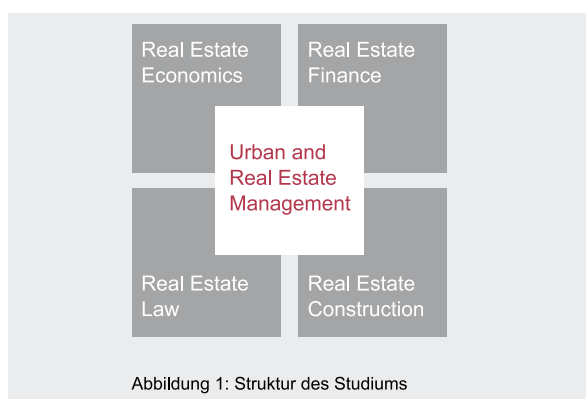 Real Estate
Economics
Real Estate
Finance
Urban and
Real Estate
Management
Real Estate
Law
Real Estate
Construction
Abbildung 1: Struktur des Studiums